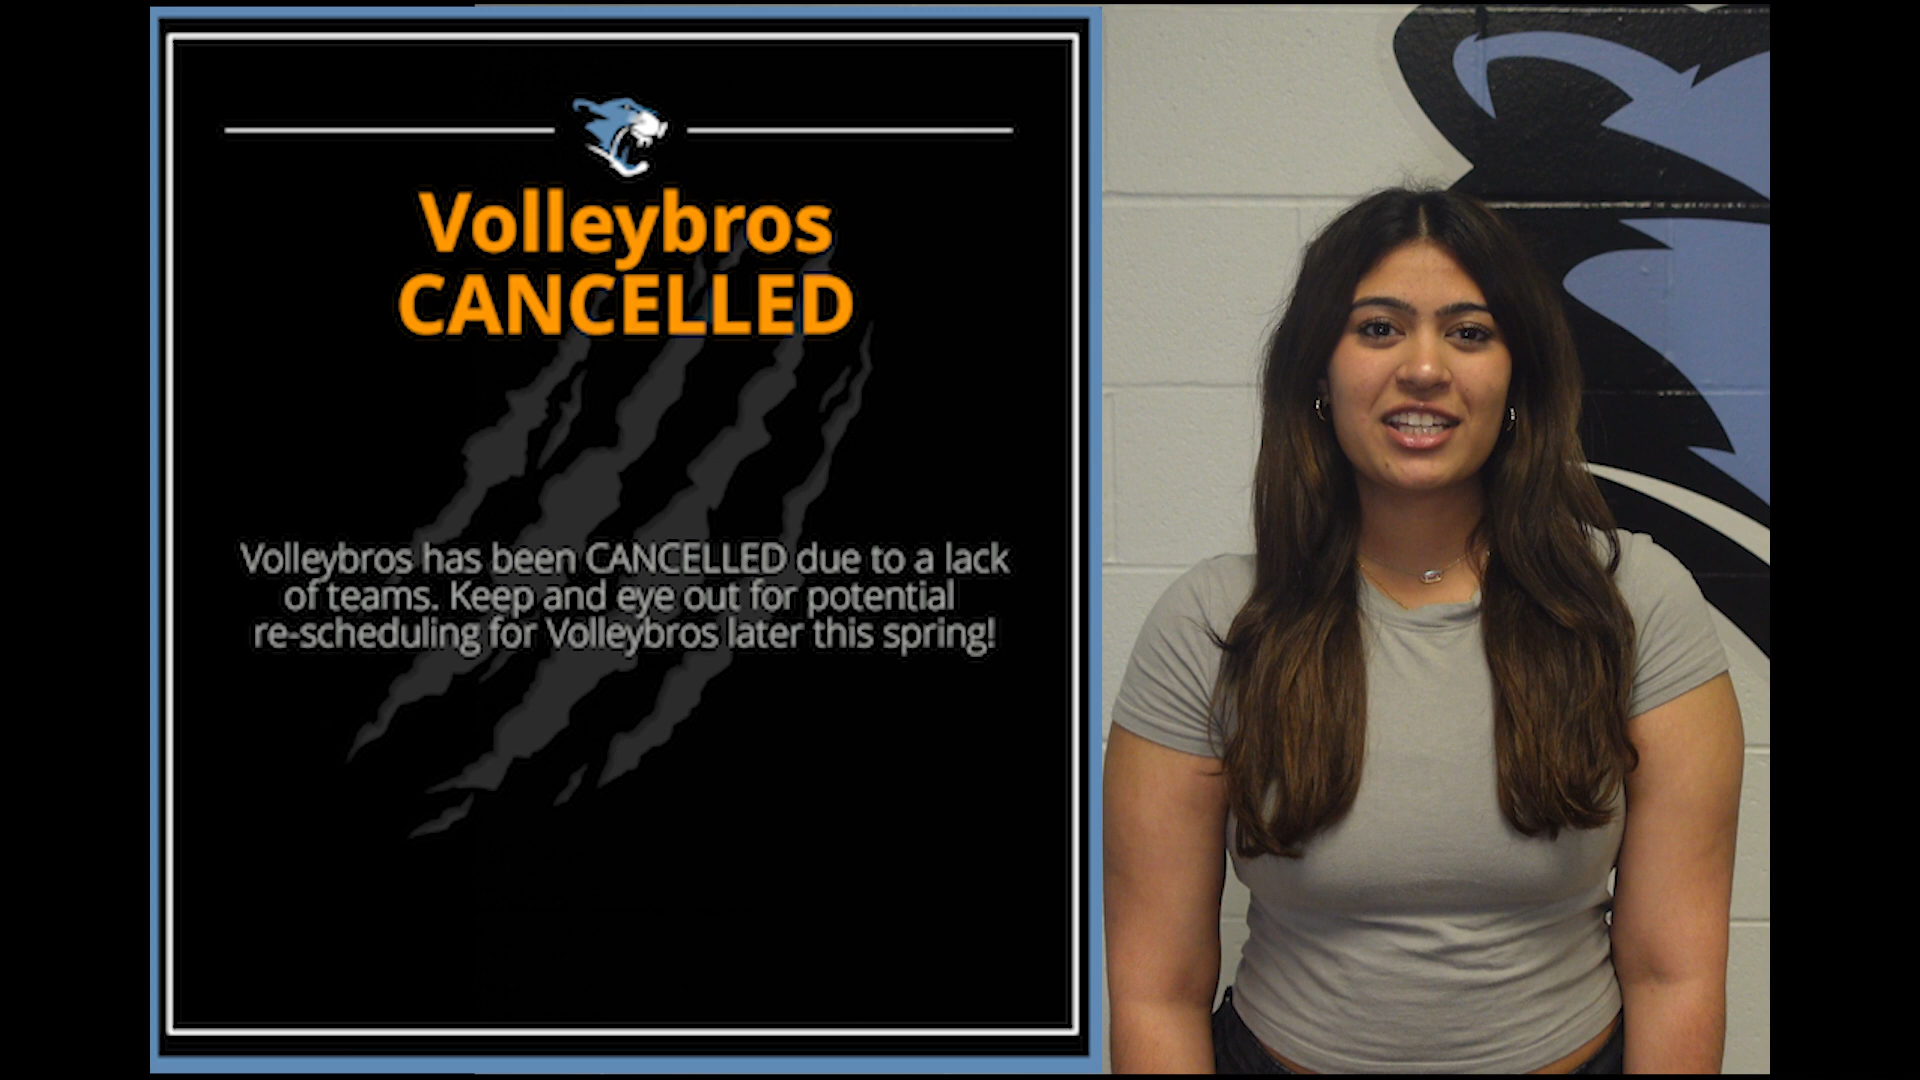 Volleybros
CANCELLED
Volleybros has been CANCELLED due to a lack
of teams. Keep and eye out for potential
re-scheduling for Volleybros later this spring!